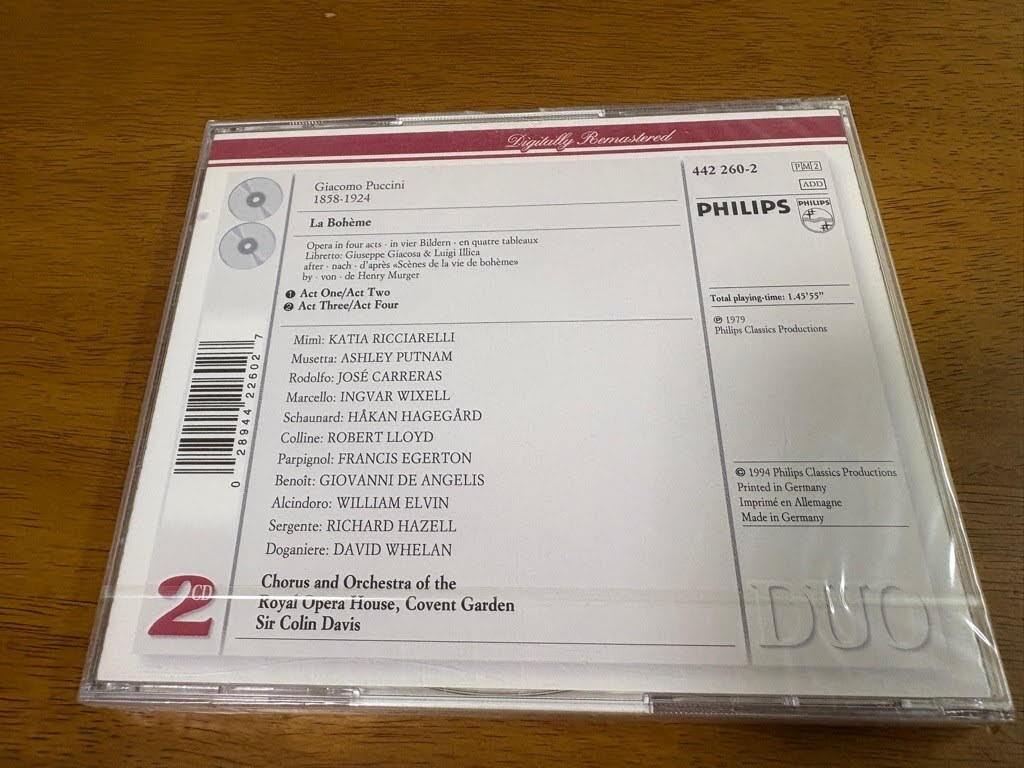 Digitally Remastered
Giacomo Puccini
1858-1924
La Bohème
Opera in four acts · in vier Bildern · en quatre tableaux
Libretto: Giuseppe Giacosa & Luigi Illica
after · nach · d'après «Scènes de la vie de bohème»
by · von · de Henry Murger
❶ Act One/Act Two
❷ Act Three/Act Four
Mimì: KATIA RICCIARELLI
Musetta: ASHLEY PUTNAM
Rodolfo: JOSÉ CARRERAS
Marcello: INGVAR WIXELL
Schaunard: HÅKAN HAGEGÅRD
Colline: ROBERT LLOYD
Parpignol: FRANCIS EGERTON
Benoît: GIOVANNI DE ANGELIS
Alcindoro: WILLIAM ELVIN
Sergente: RICHARD HAZELL
Doganiere: DAVID WHELAN
Chorus and Orchestra of the
Royal Opera House, Covent Garden
Sir Colin Davis
0 28944 22602 7
2CD
442 260-2
PM2
ADD
PHILIPS
PHILIPS
Total playing-time: 1.45'55"
℗ 1979
Philips Classics Productions
© 1994 Philips Classics Productions
Printed in Germany
Imprimé en Allemagne
Made in Germany
DUO